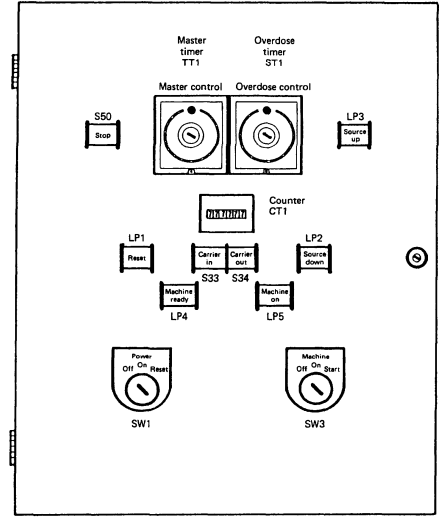 Master timer TT1
Overdose timer ST1
Master control
Overdose control
S50
Stop
LP3
Source up
Counter CT1
LP1
Reset
Carrier in
Carrier out
LP2
Source down
S33
S34
Machine ready
Machine on
LP4
LP5
Power
Off On Reset
Machine
Off On Start
SW1
SW3